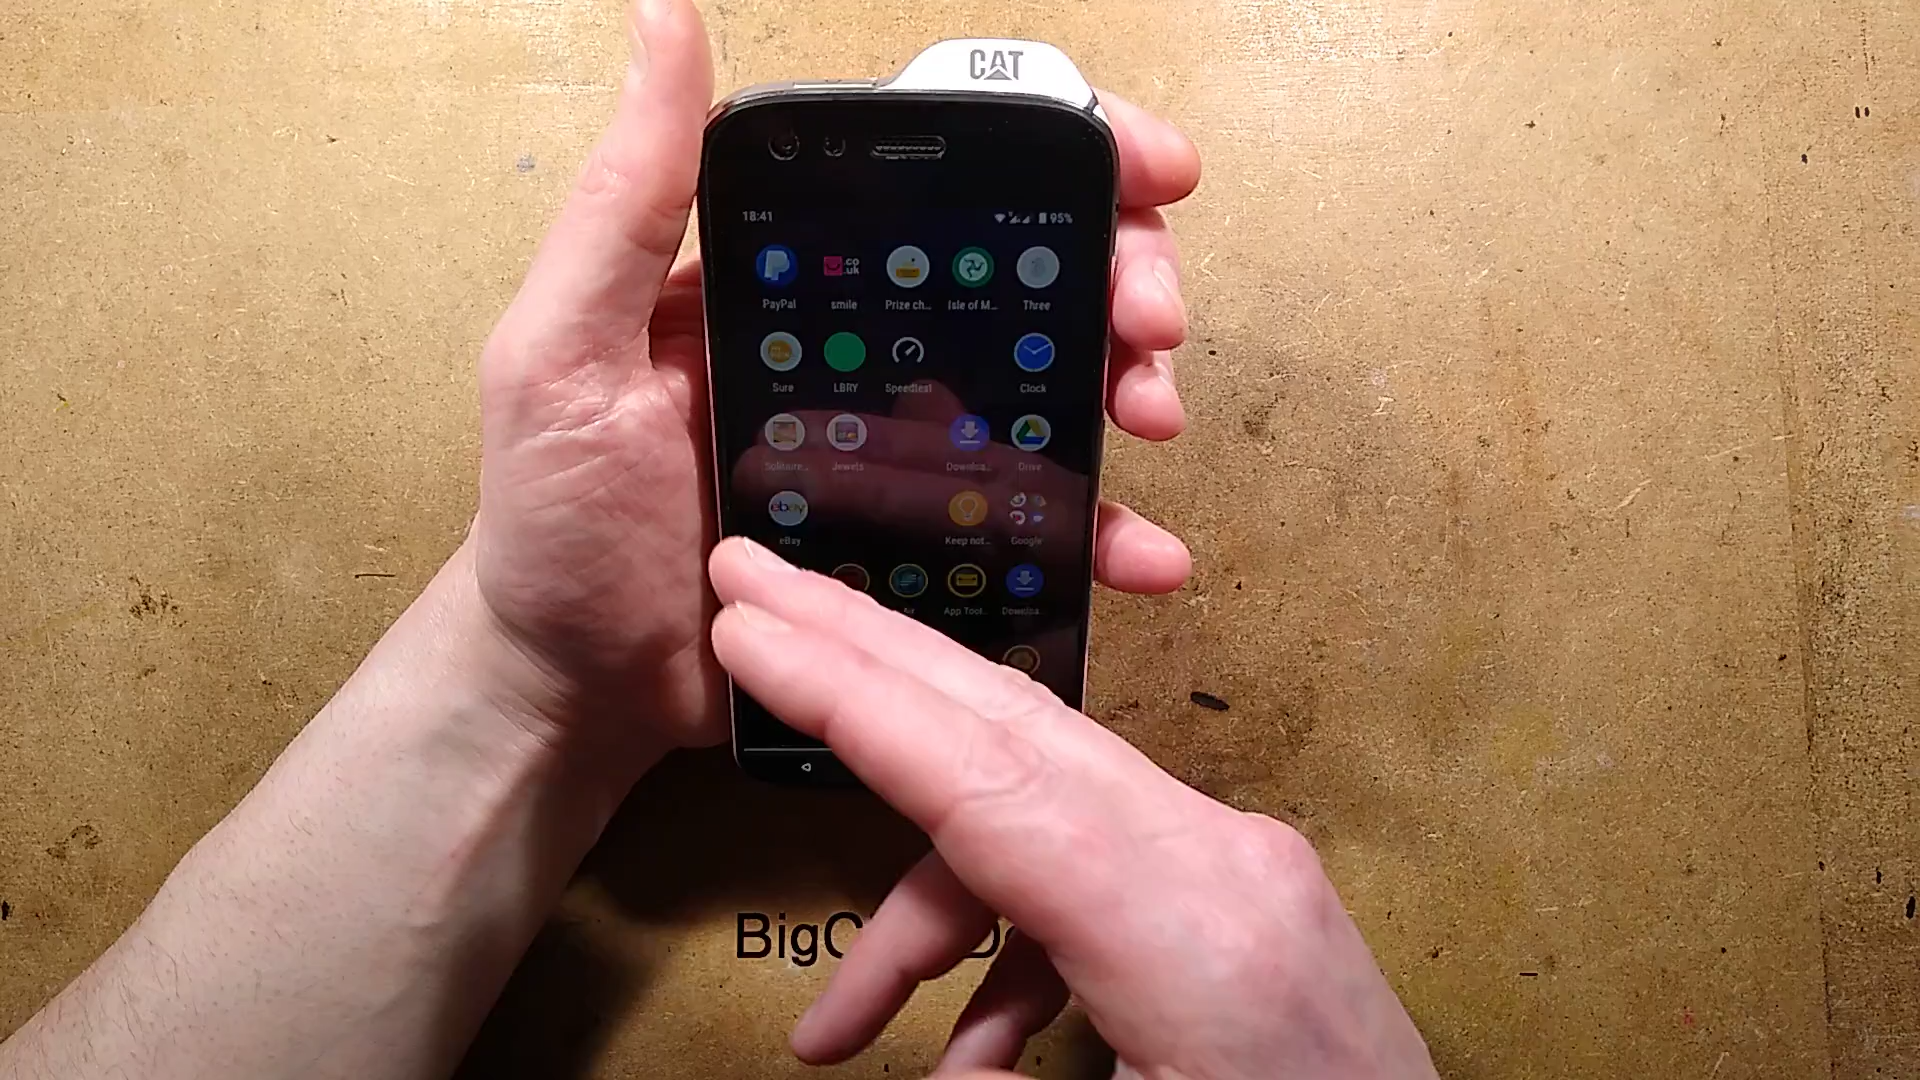 CAT
18:41 95%
PayPal smile .co.uk Prize ch... Isle of M... Three
Sure LBRY Speedtest Clock
Solitaire... Jewels Downloa... Drive
ebay
eBay Keep not... Google
Air App Tool... Downloa...
BigC